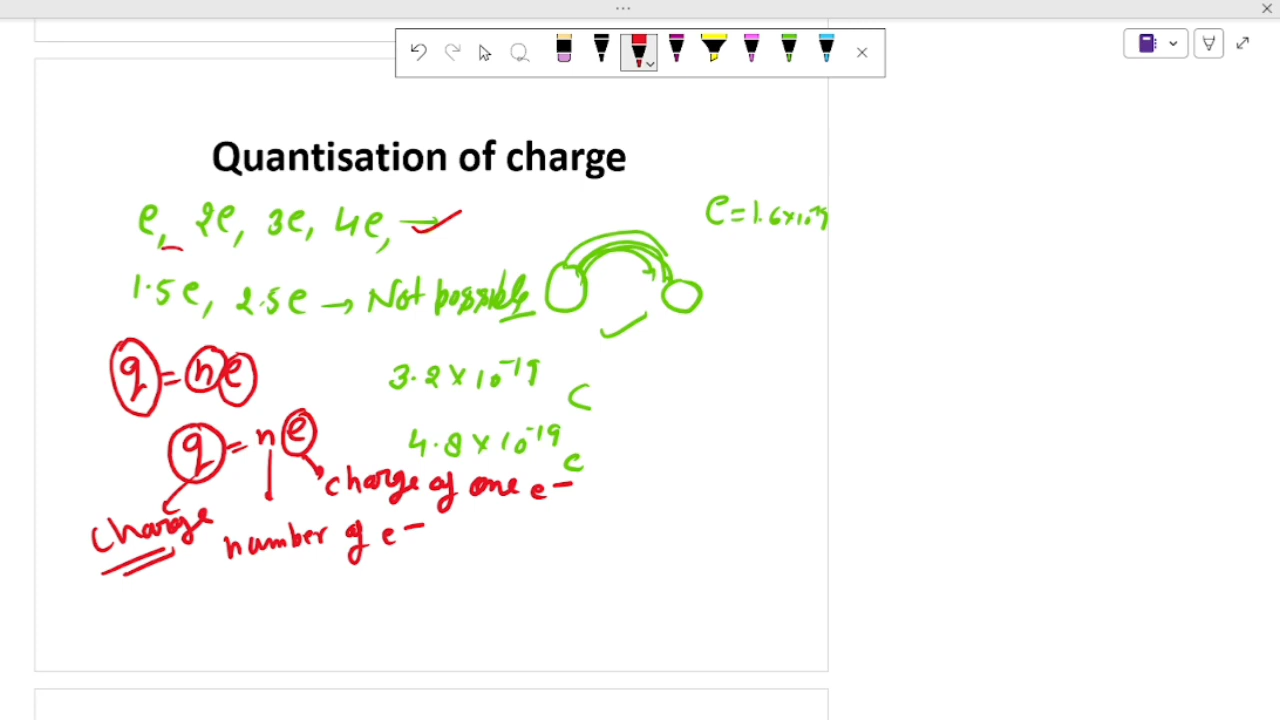 Quantisation of charge
e, 2e, 3e, 4e, →
e = 1.6×10⁻¹⁹
1.5e, 2.5e → Not possible
q = ne
3.2 × 10⁻¹⁹ C
q = ne
4.8 × 10⁻¹⁹ C
charge of one e⁻
charge
number of e⁻